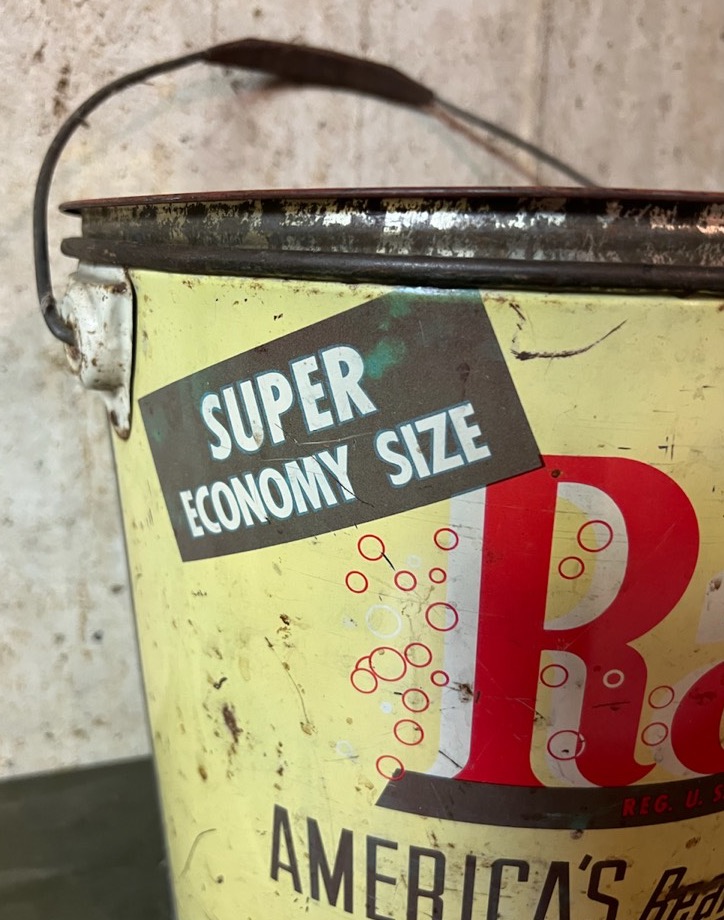 SUPER
ECONOMY SIZE
R
REG. U. S
AMERICA'S